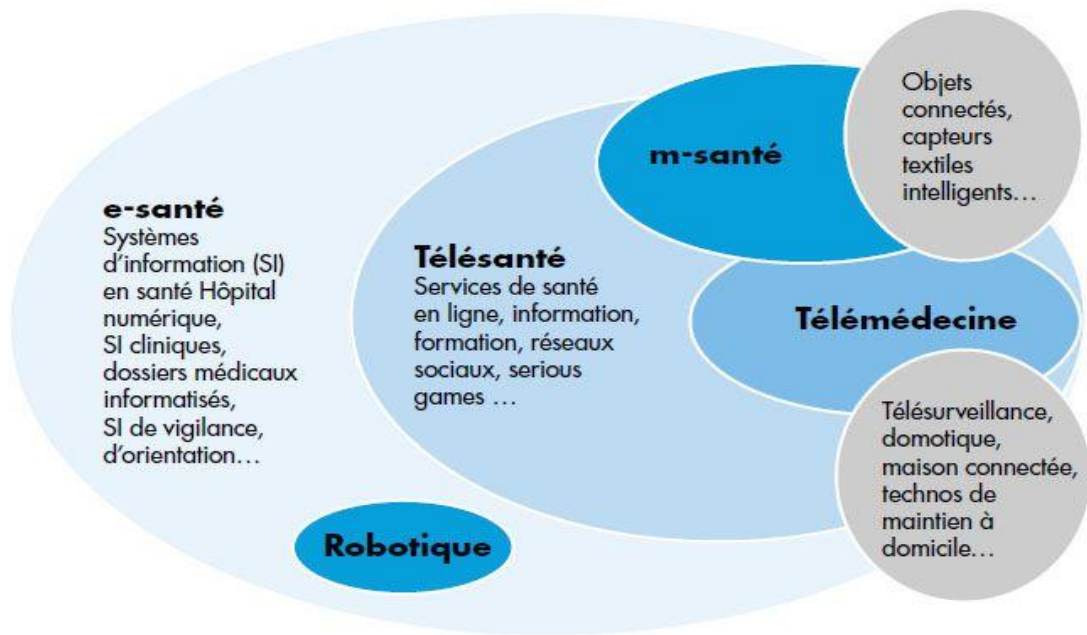 e-santé
Systèmes
d'information (SI)
en santé Hôpital
numérique,
SI cliniques,
dossiers médicaux
informatisés,
SI de vigilance,
d'orientation…
Télésanté
Services de santé
en ligne, information,
formation, réseaux
sociaux, serious
games …
m-santé
Objets
connectés,
capteurs
textiles
intelligents…
Télémédecine
Télésurveillance,
domotique,
maison connectée,
technos de
maintien à
domicile…
Robotique